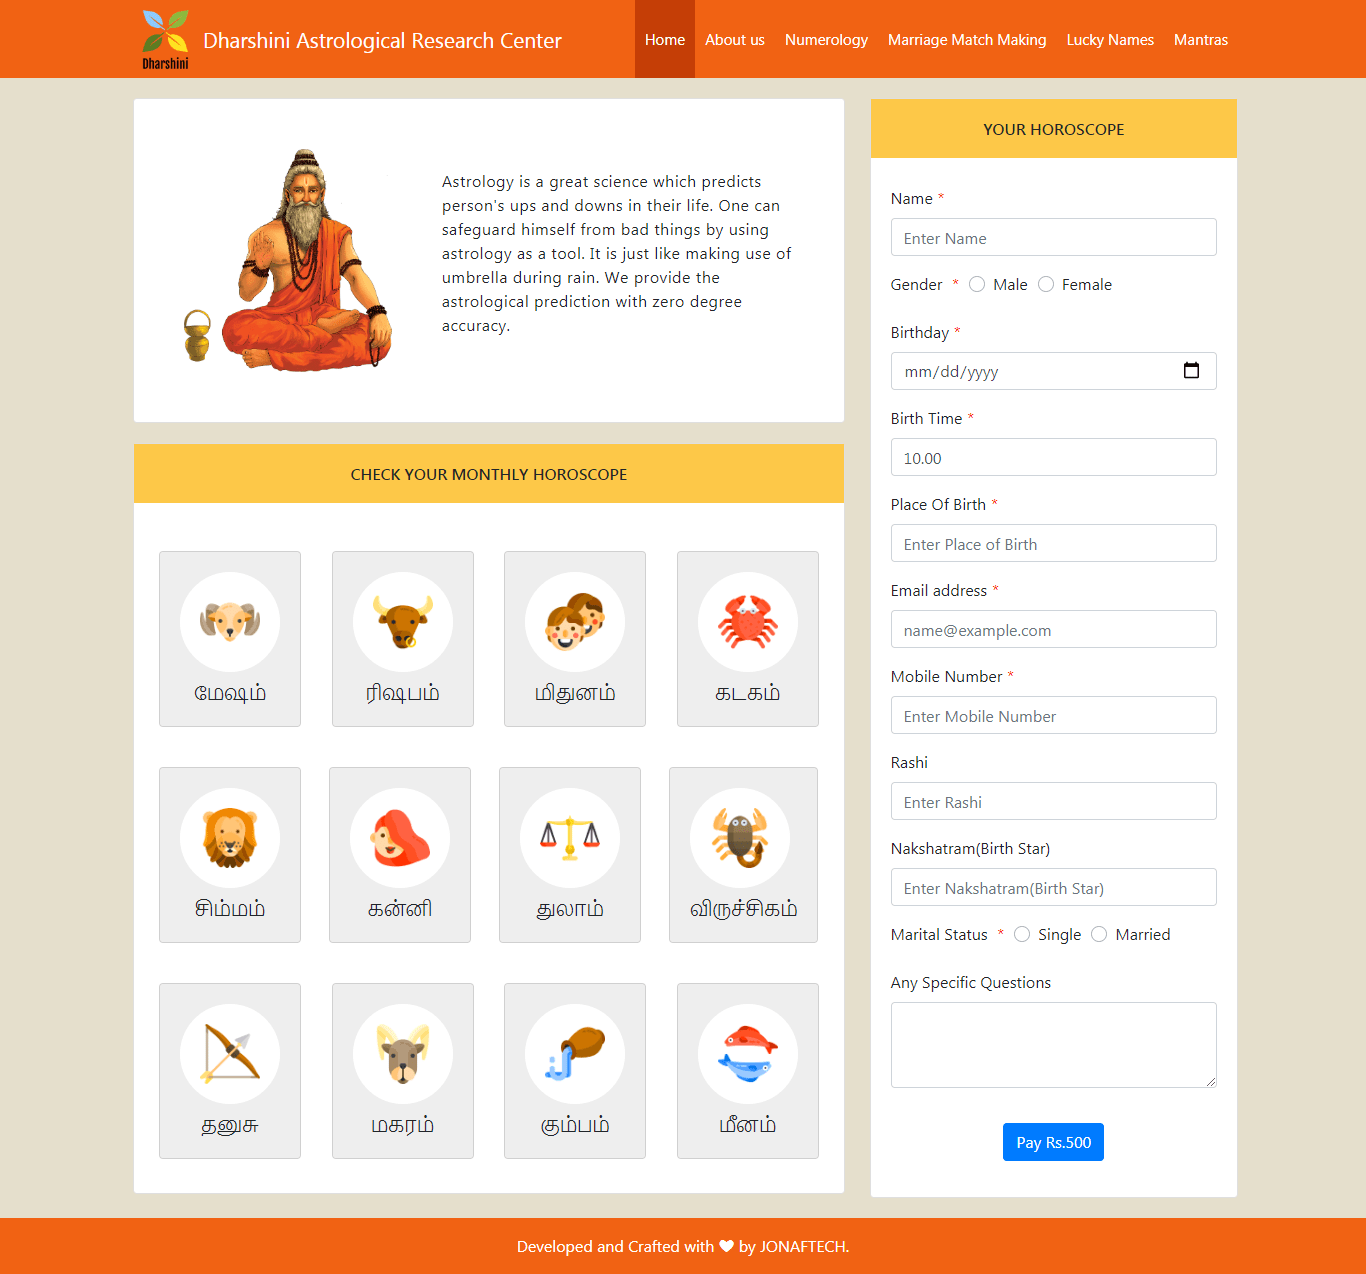 Dharshini
Dharshini Astrological Research Center
Home About us Numerology Marriage Match Making Lucky Names Mantras
Astrology is a great science which predicts
person's ups and downs in their life. One can
safeguard himself from bad things by using
astrology as a tool. It is just like making use of
umbrella during rain. We provide the
astrological prediction with zero degree
accuracy.
CHECK YOUR MONTHLY HOROSCOPE
மேஷம் ரிஷபம் மிதுனம் கடகம்
சிம்மம் கன்னி துலாம் விருச்சிகம்
தனுசு மகரம் கும்பம் மீனம்
YOUR HOROSCOPE
Name *
Enter Name
Gender * Male Female
Birthday *
mm/dd/yyyy
Birth Time *
10.00
Place Of Birth *
Enter Place of Birth
Email address *
name@example.com
Mobile Number *
Enter Mobile Number
Rashi
Enter Rashi
Nakshatram(Birth Star)
Enter Nakshatram(Birth Star)
Marital Status * Single Married
Any Specific Questions
Pay Rs.500
Developed and Crafted with ❤ by JONAFTECH.